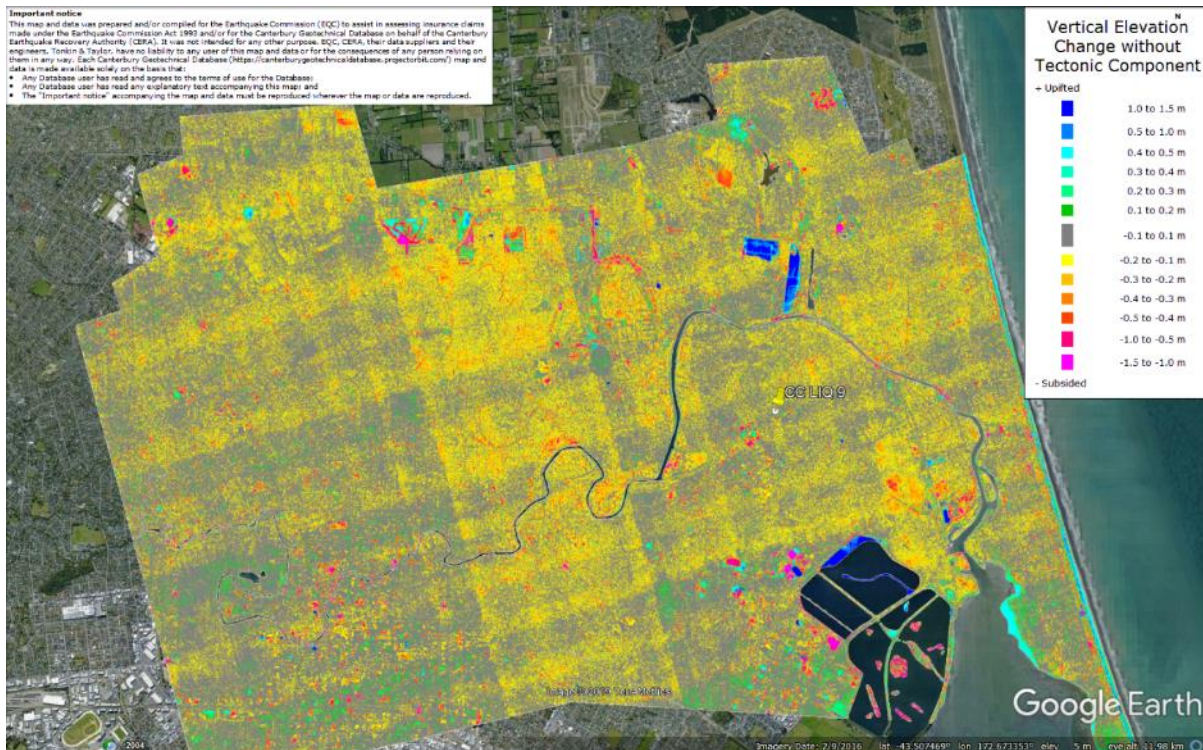 Important notice
This map and data was prepared and/or compiled for the Earthquake Commission (EQC) to assist in assessing insurance claims
made under the Earthquake Commission Act 1993 and/or for the Canterbury Geotechnical Database on behalf of the Canterbury
Earthquake Recovery Authority (CERA). It was not intended for any other purpose. EQC, CERA, their data suppliers and their
engineers, Tonkin & Taylor, have no liability to any user of this map and data or for the consequences of any person relying on
them in any way. Each Canterbury Geotechnical Database (https://canterburygeotechnicaldatabase.projectorbit.com/) map and
data is made available solely on the basis that:
• Any Database user has read and agrees to the terms of use for the Database;
• Any Database user has read any explanatory text accompanying this map; and
• The "Important notice" accompanying the map and data must be reproduced wherever the map or data are reproduced.
N
Vertical Elevation
Change without
Tectonic Component
+ Uplifted
1.0 to 1.5 m
0.5 to 1.0 m
0.4 to 0.5 m
0.3 to 0.4 m
0.2 to 0.3 m
0.1 to 0.2 m
-0.1 to 0.1 m
-0.2 to -0.1 m
-0.3 to -0.2 m
-0.4 to -0.3 m
-0.5 to -0.4 m
-1.0 to -0.5 m
-1.5 to -1.0 m
- Subsided
CC LIQ 9
Google Earth
2004
Imagery Date: 2/9/2016 lat -43.507469° lon 172.673353° elev 5 m eye alt 11.98 km